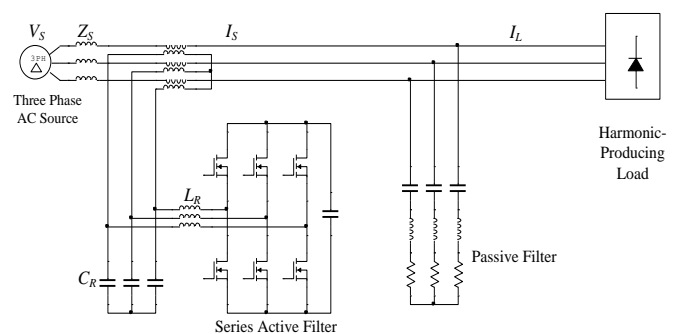 V_S Z_S I_S I_L
3PH
Three Phase
AC Source
Harmonic-
Producing
Load
L_R
C_R
Passive Filter
Series Active Filter